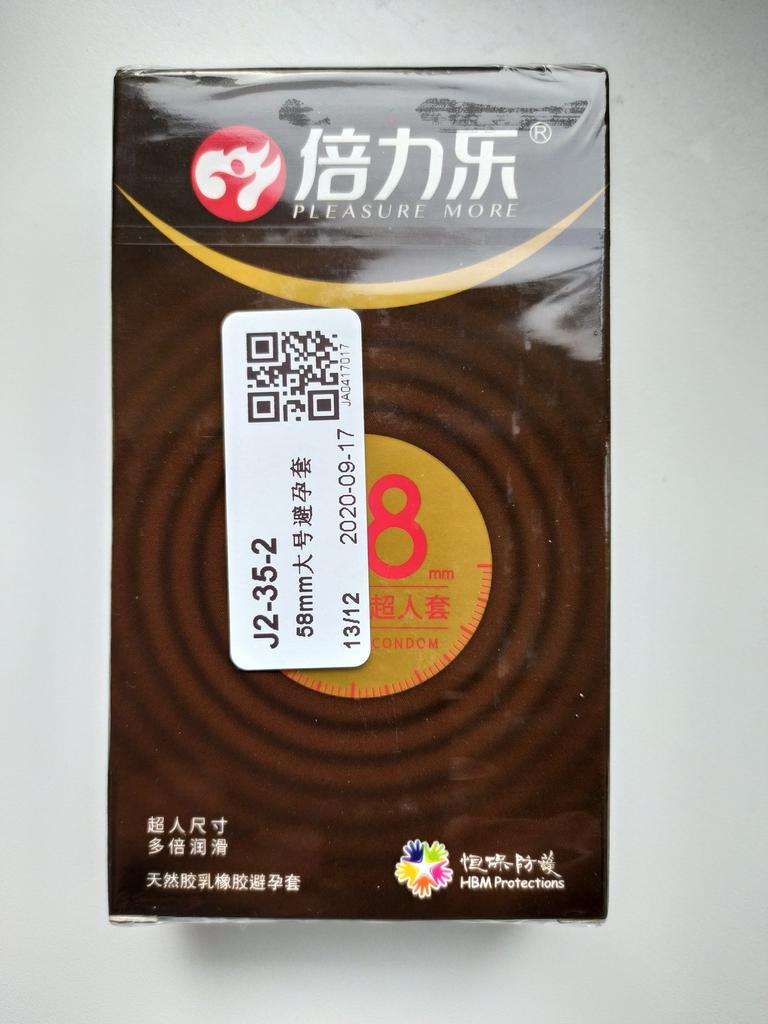 倍力乐®
PLEASURE MORE
JA0417017
J2-35-2
58mm大号避孕套
13/12 2020-09-17
8mm
超人套
CONDOM
超人尺寸
多倍润滑
天然胶乳橡胶避孕套
恒保防護
HBM Protections